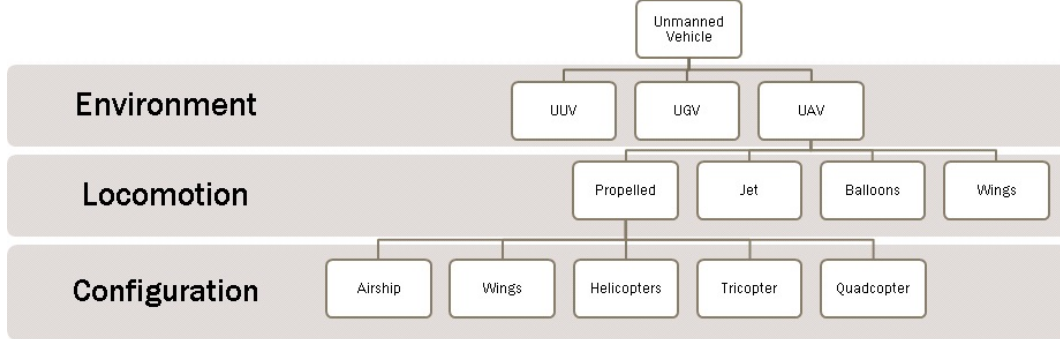 Unmanned
Vehicle
Environment
UUV
UGV
UAV
Locomotion
Propelled
Jet
Balloons
Wings
Configuration
Airship
Wings
Helicopters
Tricopter
Quadcopter